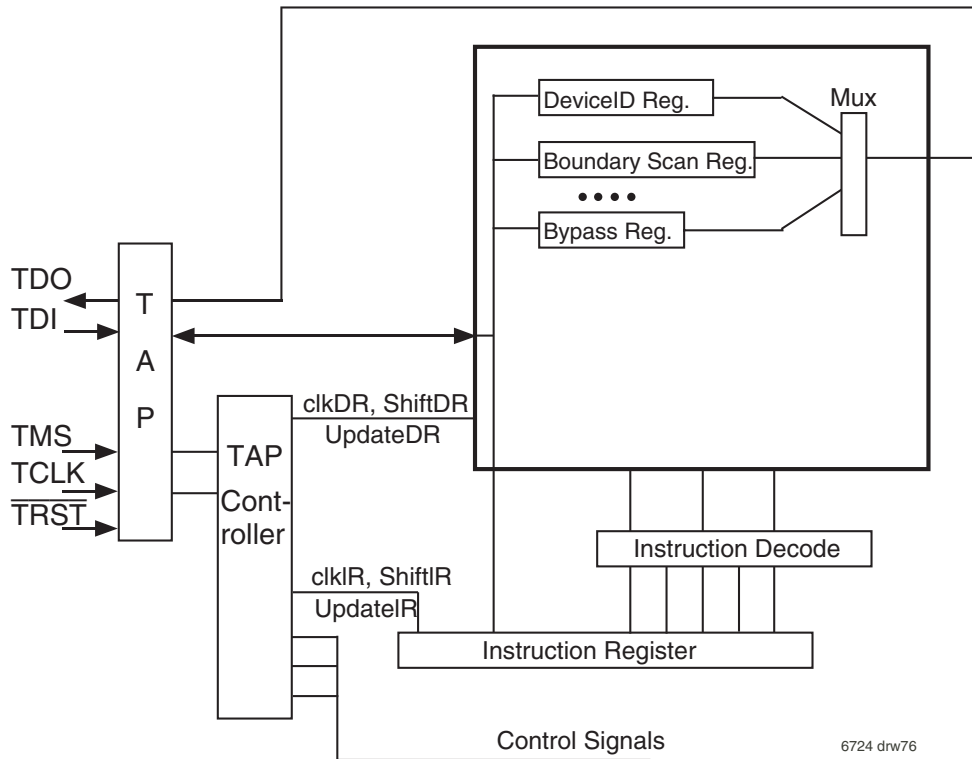 DeviceID Reg.
Mux
Boundary Scan Reg.
Bypass Reg.
TDO
TDI
T
A
P
TMS
TCLK
TRST
clkDR, ShiftDR
UpdateDR
TAP
Cont-
roller
Instruction Decode
clkIR, ShiftIR
UpdateIR
Instruction Register
Control Signals
6724 drw76